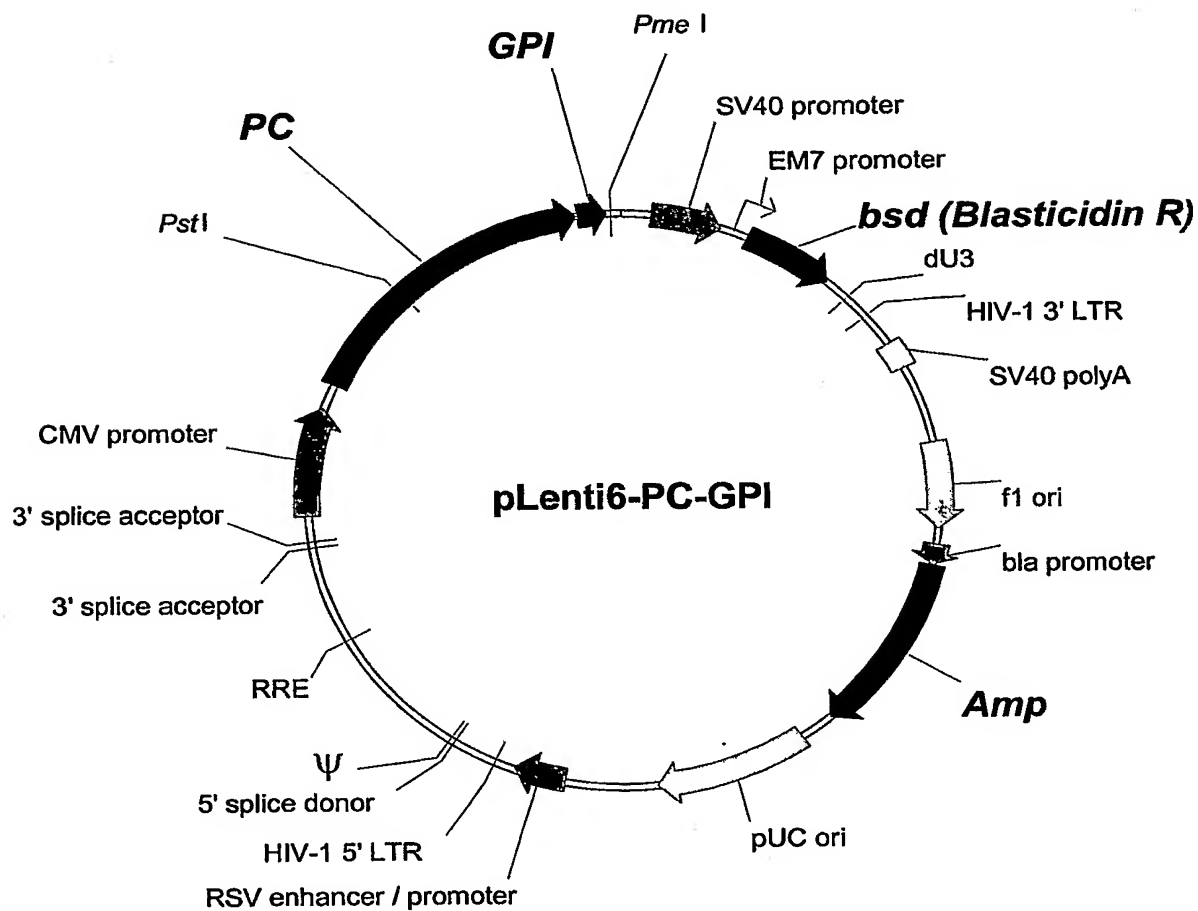 Pme I
GPI
SV40 promoter
PC
EM7 promoter
Pst I
bsd (Blasticidin R)
dU3
HIV-1 3' LTR
SV40 polyA
CMV promoter
pLenti6-PC-GPI
f1 ori
3' splice acceptor
bla promoter
3' splice acceptor
RRE
Amp
Ψ
5' splice donor
pUC ori
HIV-1 5' LTR
RSV enhancer / promoter